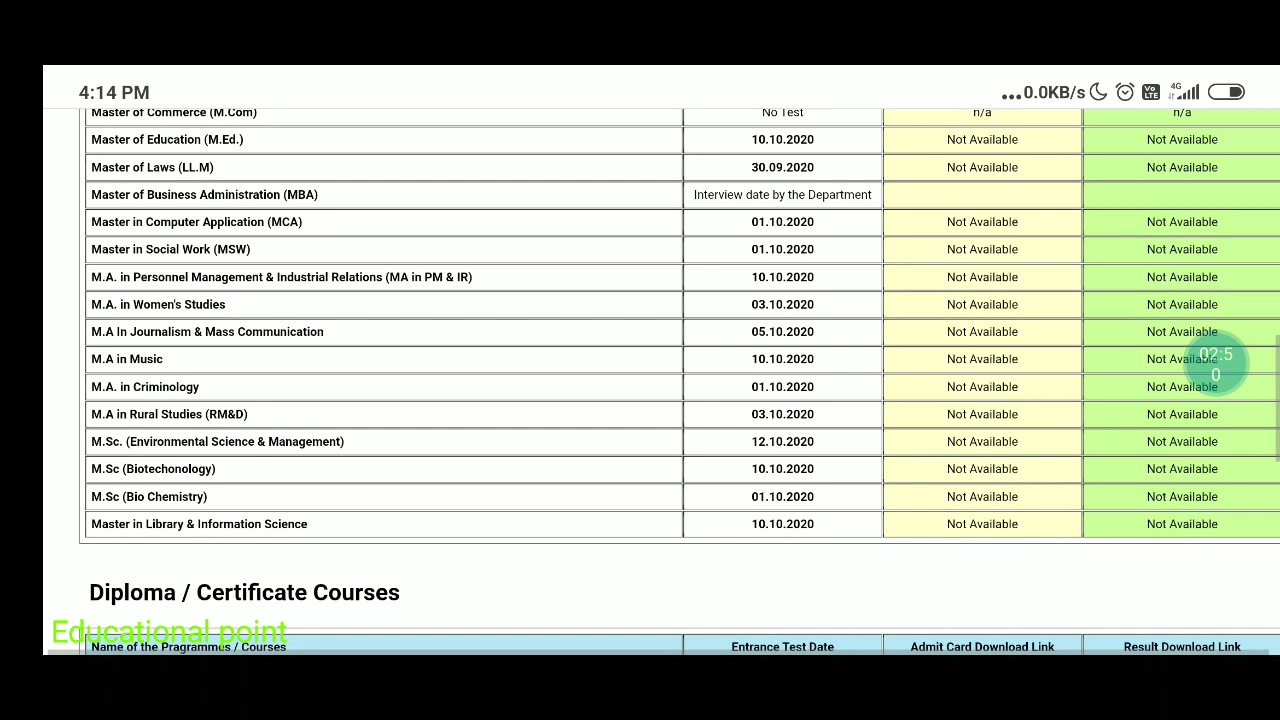 4:14 PM ...0.0KB/s Vo LTE 4G
Master of Commerce (M.Com) No Test n/a n/a
Master of Education (M.Ed.) 10.10.2020 Not Available Not Available
Master of Laws (LL.M) 30.09.2020 Not Available Not Available
Master of Business Administration (MBA) Interview date by the Department
Master in Computer Application (MCA) 01.10.2020 Not Available Not Available
Master in Social Work (MSW) 01.10.2020 Not Available Not Available
M.A. in Personnel Management & Industrial Relations (MA in PM & IR) 10.10.2020 Not Available Not Available
M.A. in Women's Studies 03.10.2020 Not Available Not Available
M.A In Journalism & Mass Communication 05.10.2020 Not Available Not Available
M.A in Music 10.10.2020 Not Available Not Available
02:5
0
M.A. in Criminology 01.10.2020 Not Available Not Available
M.A in Rural Studies (RM&D) 03.10.2020 Not Available Not Available
M.Sc. (Environmental Science & Management) 12.10.2020 Not Available Not Available
M.Sc (Biotechonology) 10.10.2020 Not Available Not Available
M.Sc (Bio Chemistry) 01.10.2020 Not Available Not Available
Master in Library & Information Science 10.10.2020 Not Available Not Available
Diploma / Certificate Courses
Educational point
Name of the Pragrammes / Courses Entrance Test Date Admit Card Download Link Result Download Link